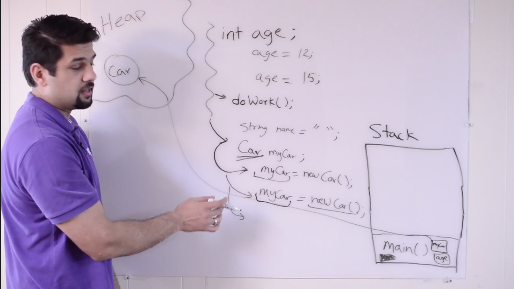 Heap
Car
int age;
age = 12;
age = 15;
doWork();
String name = " ";
Car myCar;
myCar = new Car();
myCar = new Car();
Stack
main()
age